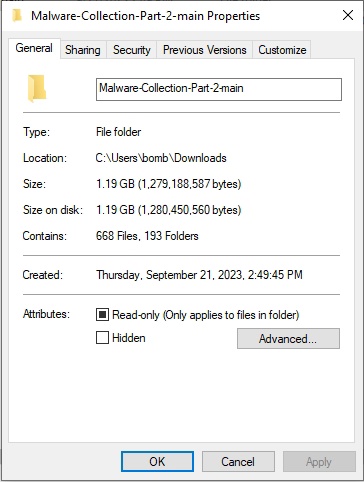 Malware-Collection-Part-2-main Properties
General Sharing Security Previous Versions Customize
Malware-Collection-Part-2-main
Type: File folder
Location: C:\Users\bomb\Downloads
Size: 1.19 GB (1,279,188,587 bytes)
Size on disk: 1.19 GB (1,280,450,560 bytes)
Contains: 668 Files, 193 Folders
Created: Thursday, September 21, 2023, 2:49:45 PM
Attributes: Read-only (Only applies to files in folder)
Hidden Advanced...
OK Cancel Apply